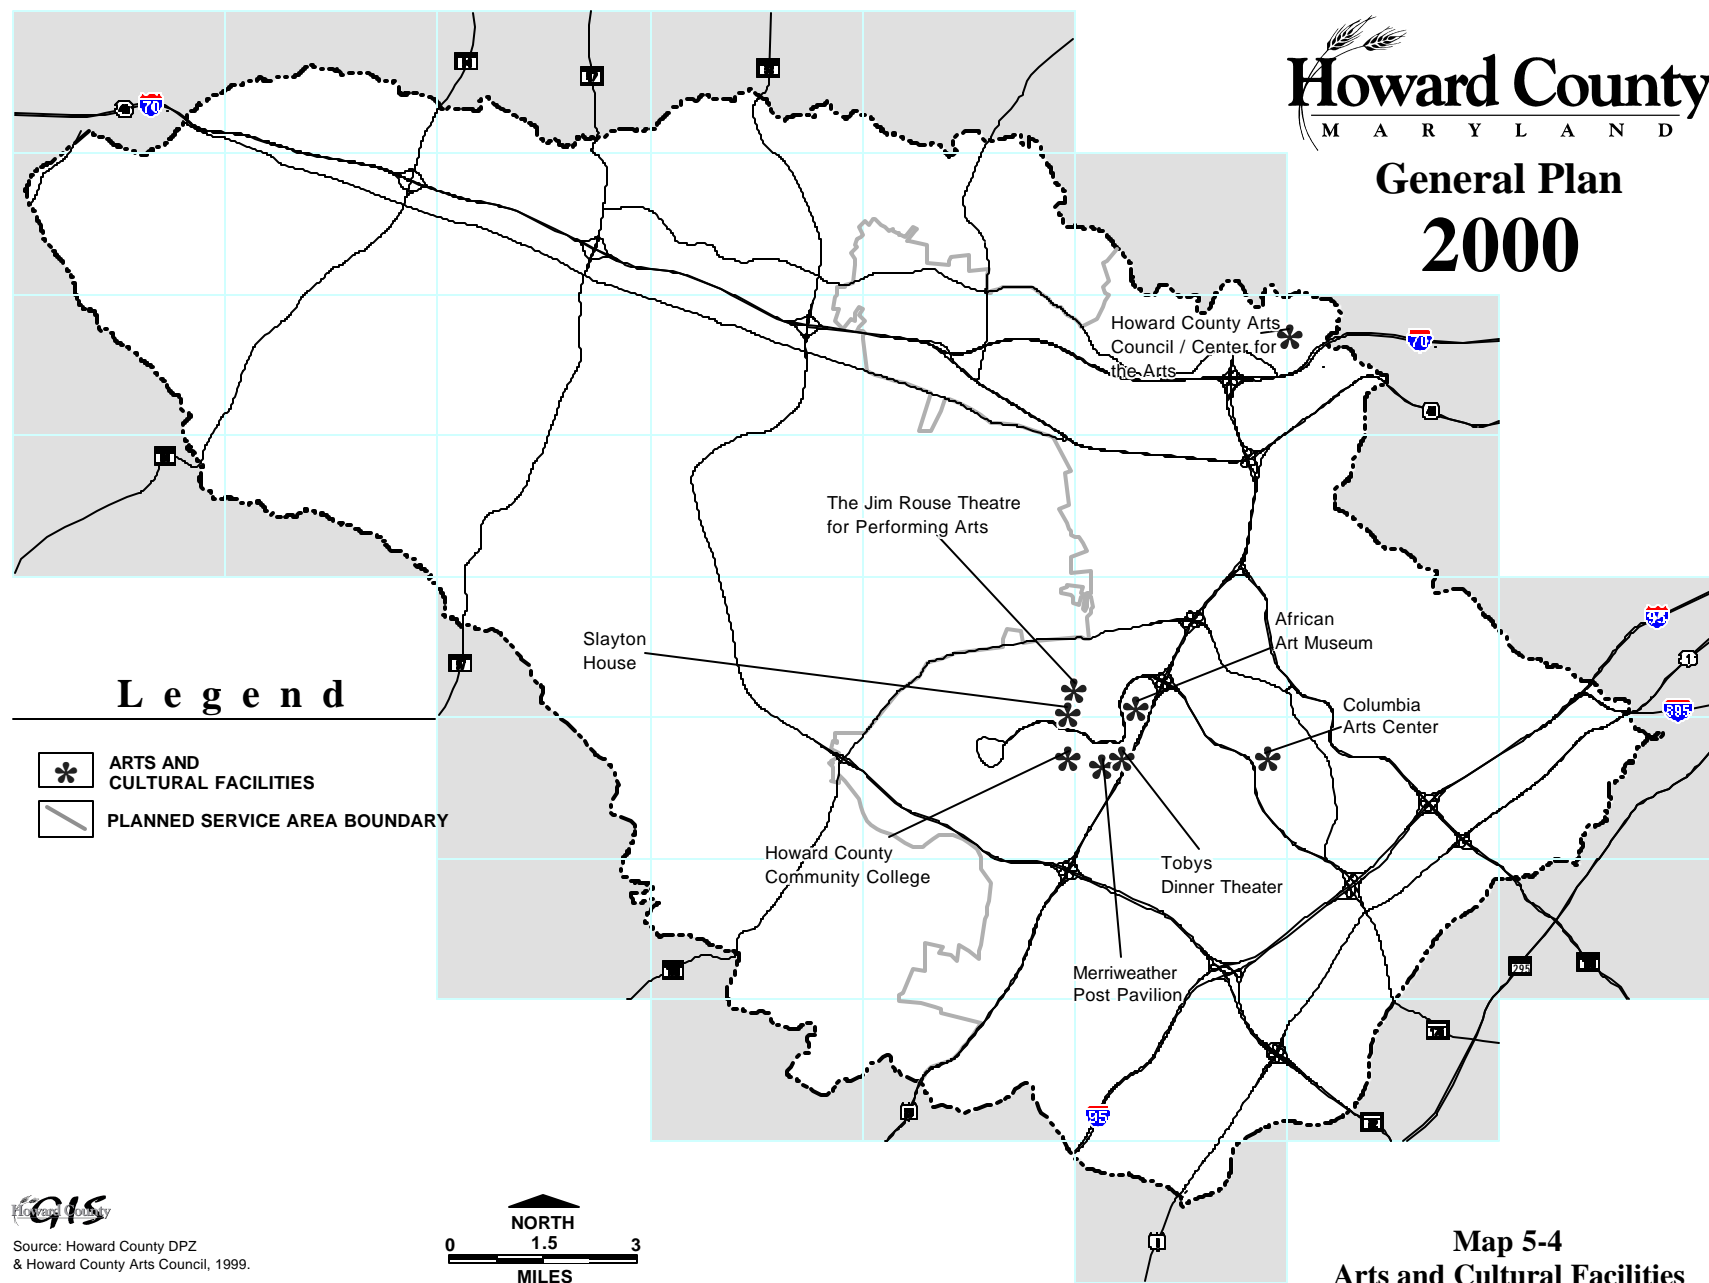 Howard County
MARYLAND
General Plan
2000
70
Howard County Arts
Council / Center for
the Arts
70
The Jim Rouse Theatre
for Performing Arts
Slayton
House
African
Art Museum
95
1
Columbia
Arts Center
Legend
ARTS AND
CULTURAL FACILITIES
PLANNED SERVICE AREA BOUNDARY
Howard County
Community College
Tobys
Dinner Theater
Merriweather
Post Pavilion
295
95
GIS
Howard County
Source: Howard County DPZ
& Howard County Arts Council, 1999.
NORTH
0 1.5 3
MILES
Map 5-4
Arts and Cultural Facilities